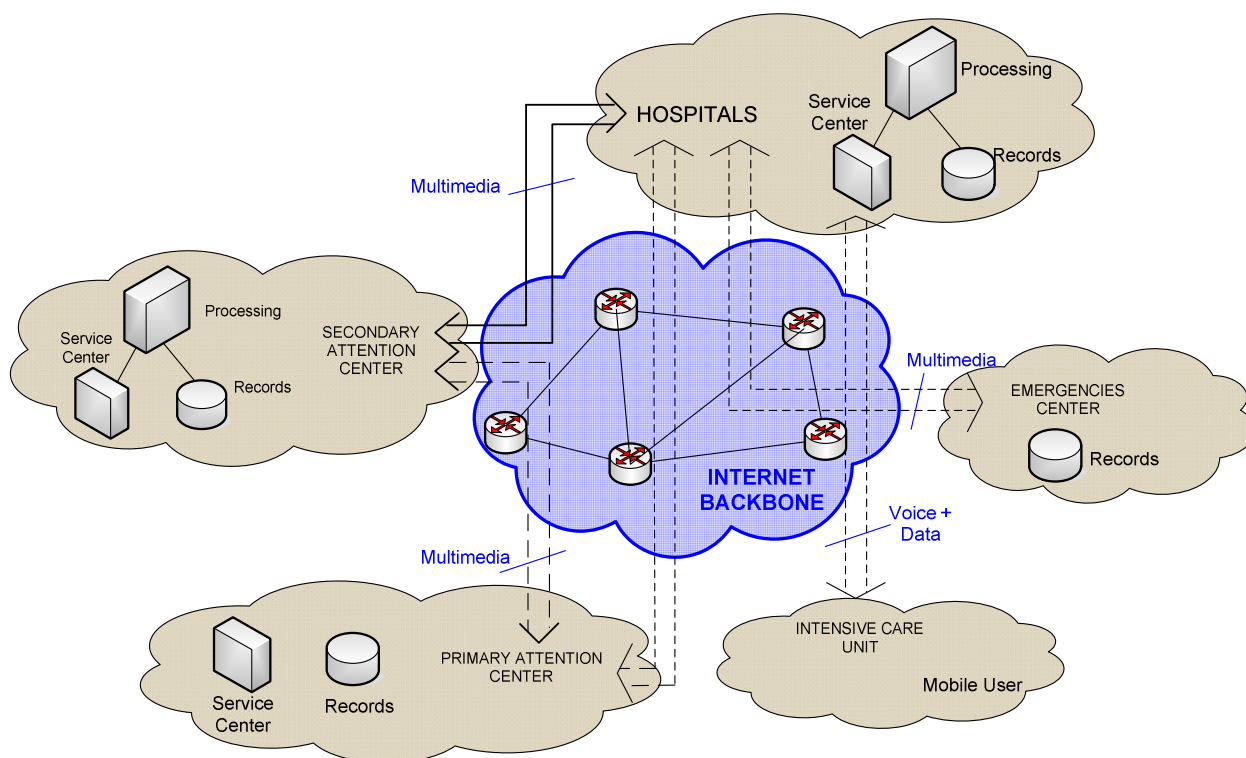 Processing
HOSPITALS
Service
Center
Records
Multimedia
Processing
SECONDARY
ATTENTION
CENTER
Service
Center
Records
Multimedia
EMERGENCIES
CENTER
Records
INTERNET
BACKBONE
Voice +
Data
Multimedia
PRIMARY ATTENTION
CENTER
Service
Center
Records
INTENSIVE CARE
UNIT
Mobile User